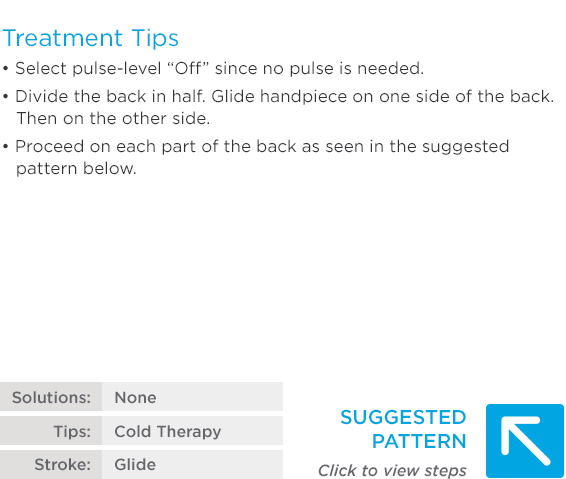 Treatment Tips
• Select pulse-level “Off” since no pulse is needed.
• Divide the back in half. Glide handpiece on one side of the back.
Then on the other side.
• Proceed on each part of the back as seen in the suggested
pattern below.
Solutions: None
Tips: Cold Therapy
Stroke: Glide
SUGGESTED
PATTERN
Click to view steps